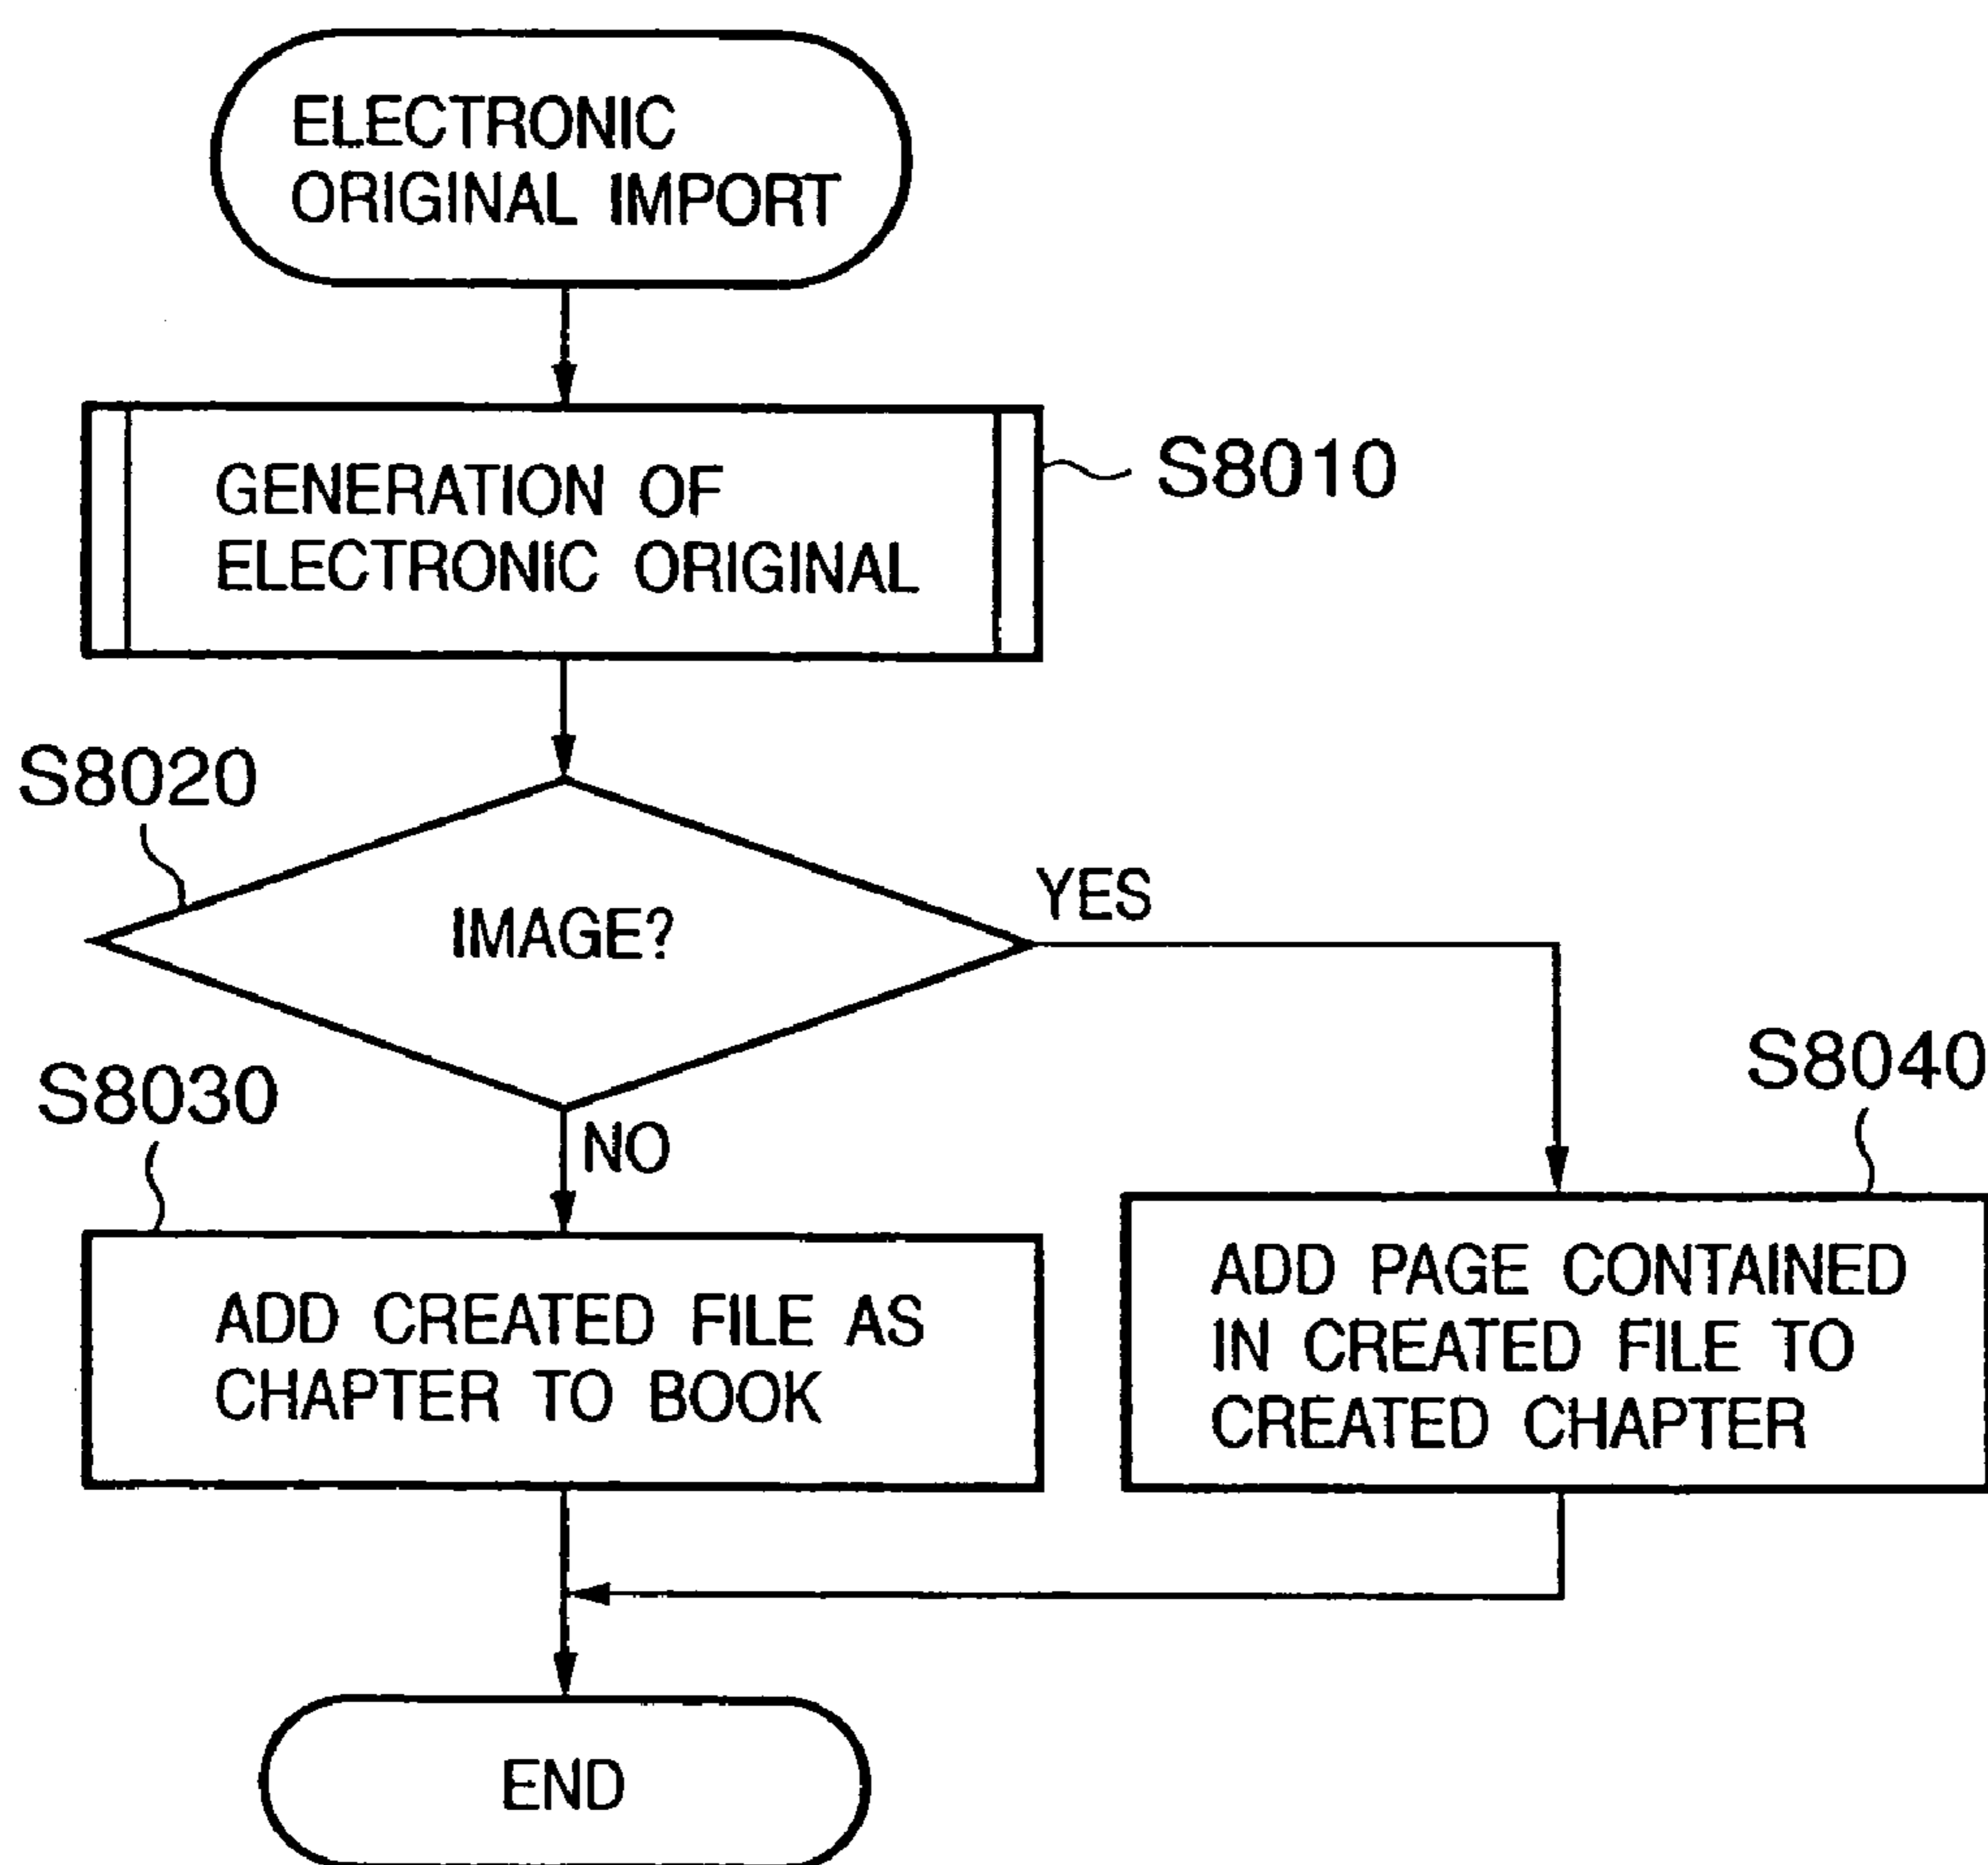 ELECTRONIC
ORIGINAL IMPORT
GENERATION OF
ELECTRONIC ORIGINAL
S8010
S8020
IMAGE?
YES
NO
S8030
ADD CREATED FILE AS
CHAPTER TO BOOK
S8040
ADD PAGE CONTAINED
IN CREATED FILE TO
CREATED CHAPTER
END